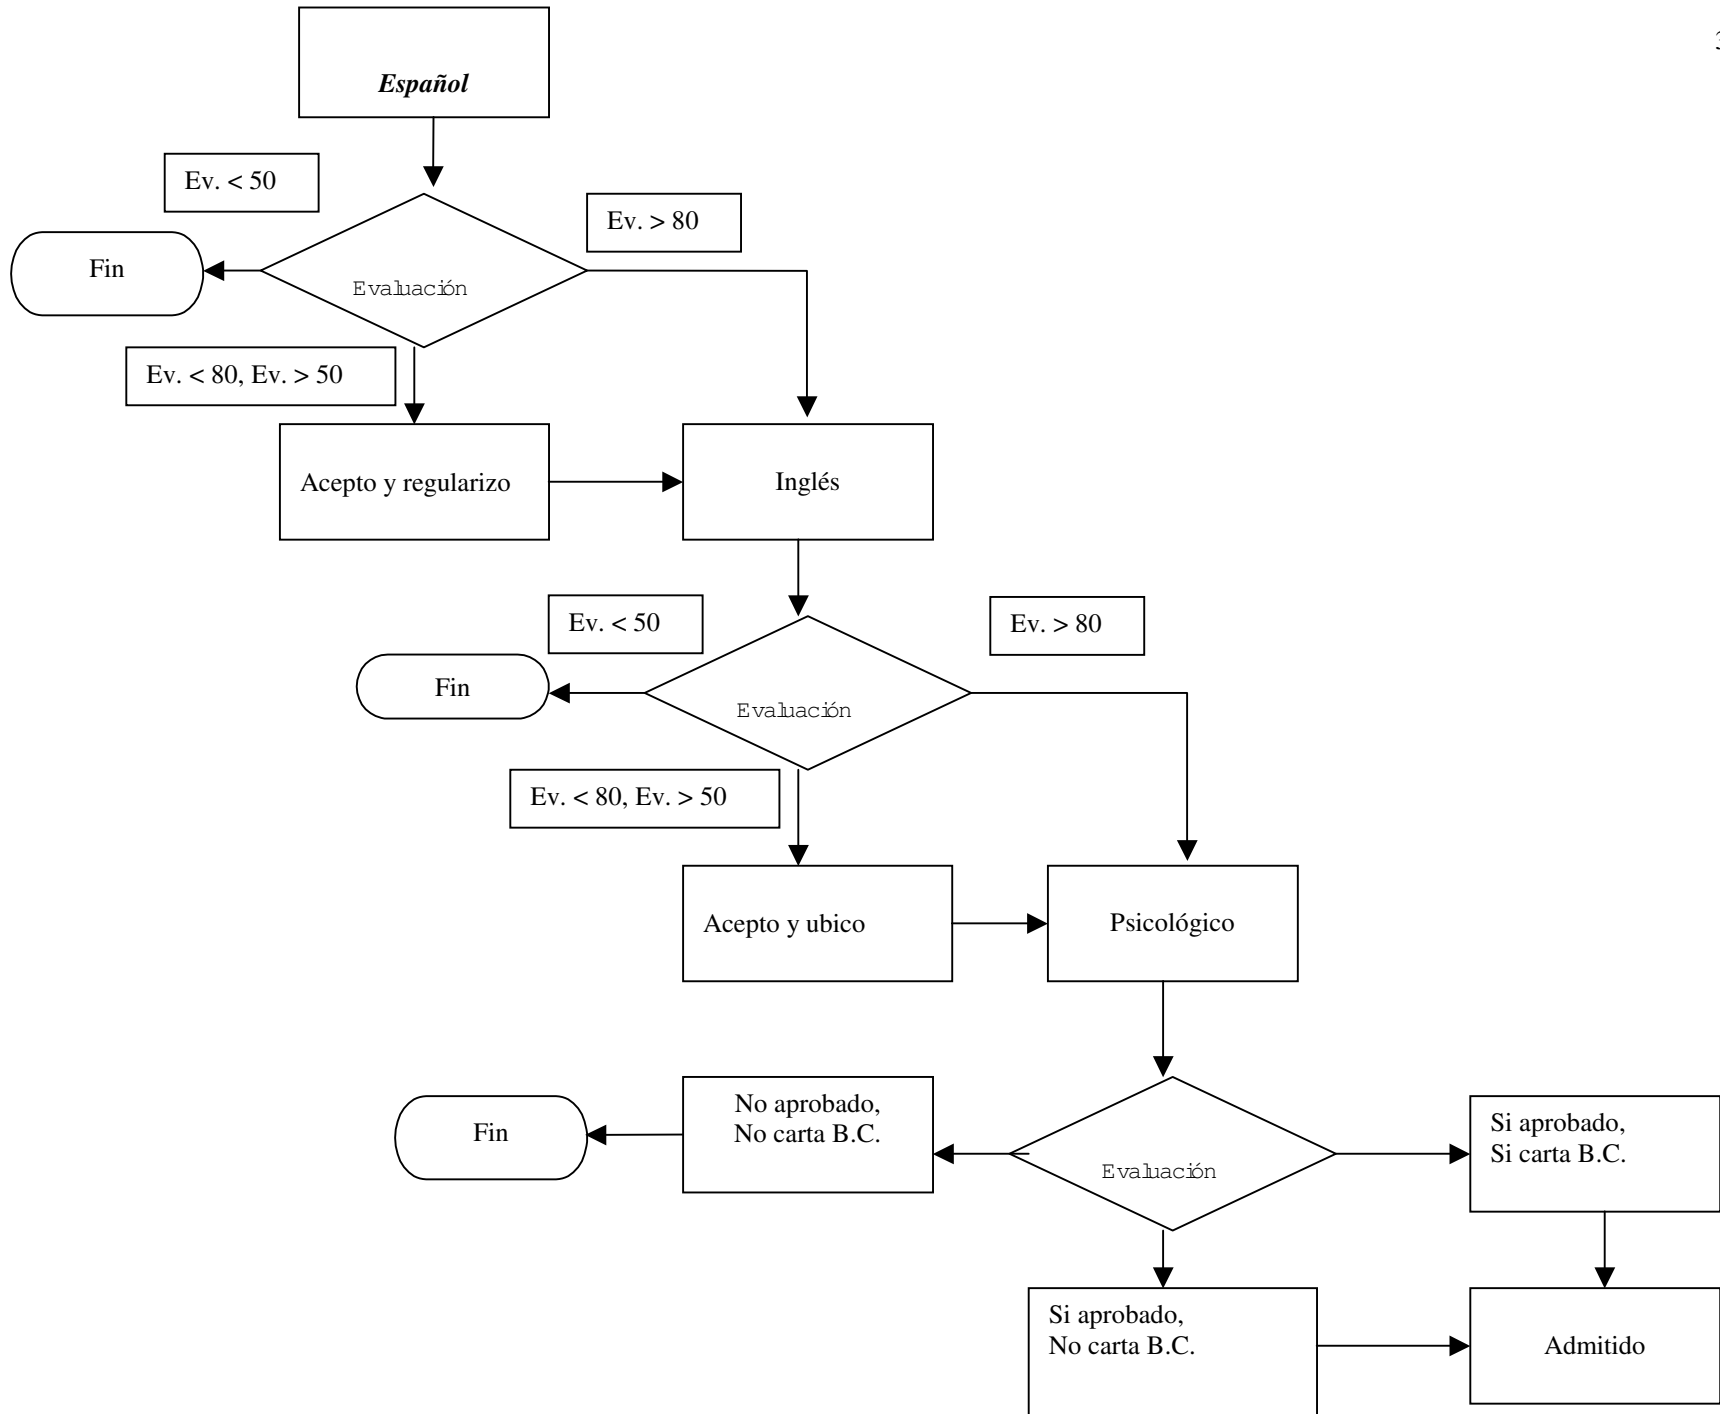 3
Español
Ev. < 50
Ev. > 80
Fin
Evaluación
Ev. < 80, Ev. > 50
Acepto y regularizo
Inglés
Ev. < 50
Ev. > 80
Fin
Evaluación
Ev. < 80, Ev. > 50
Acepto y ubico
Psicológico
No aprobado,
No carta B.C.
Fin
Evaluación
Si aprobado,
Si carta B.C.
Si aprobado,
No carta B.C.
Admitido